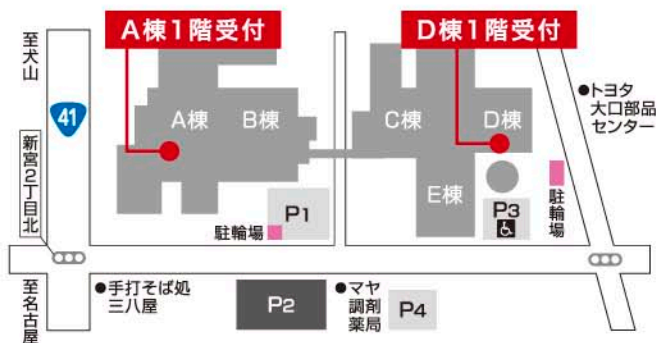 A棟1階受付
D棟1階受付
至犬山
41
新宮2丁目北
至名古屋
A棟
B棟
C棟
D棟
E棟
P1
駐輪場
P3
駐輪場
●トヨタ
大口部品
センター
●手打そば処
三八屋
P2
●マヤ
調剤
薬局
P4